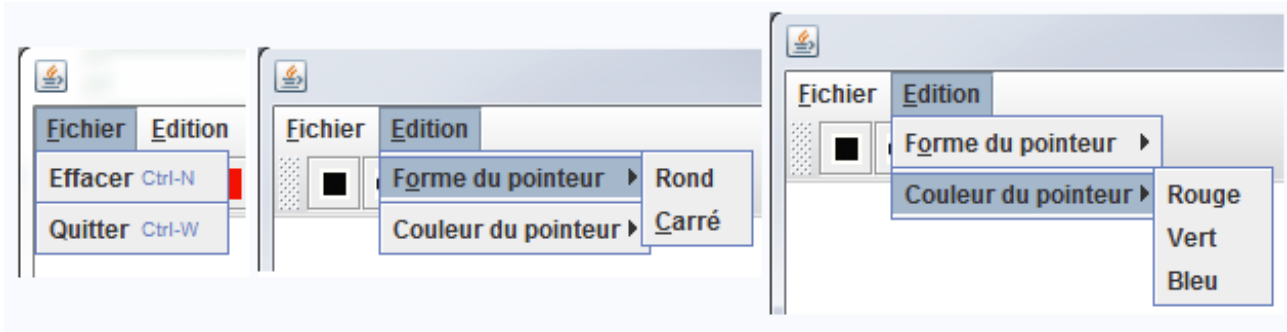 Fichier Edition
Effacer Ctrl-N
Quitter Ctrl-W
Fichier Edition
Forme du pointeur
Couleur du pointeur
Rond
Carré
Fichier Edition
Forme du pointeur
Couleur du pointeur
Rouge
Vert
Bleu